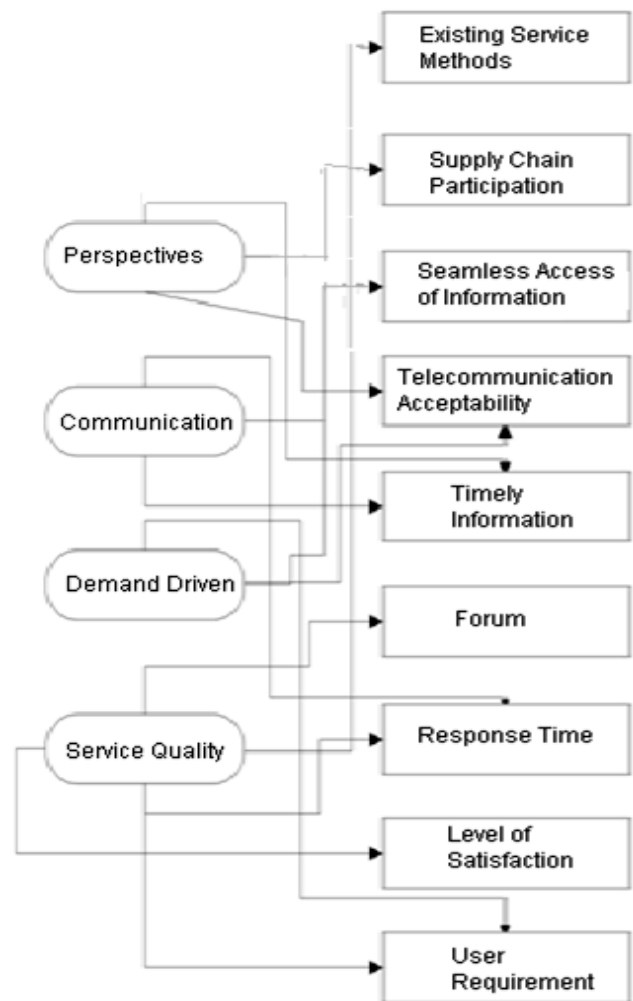 Existing Service
Methods
Supply Chain
Participation
Perspectives
Seamless Access
of Information
Telecommunication
Acceptability
Communication
Timely
Information
Demand Driven
Forum
Service Quality
Response Time
Level of
Satisfaction
User
Requirement